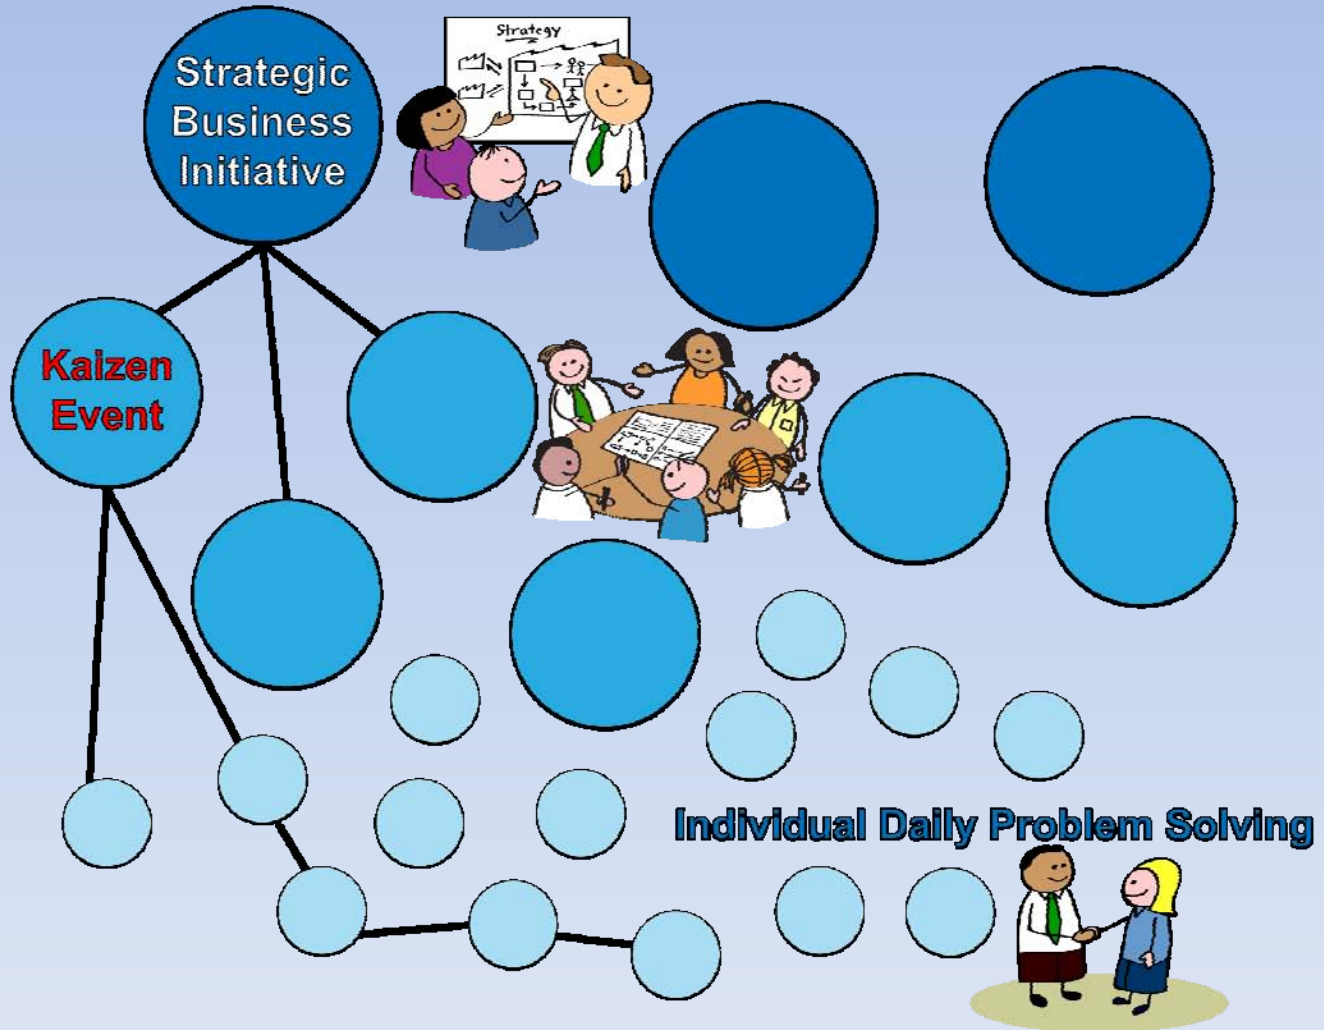 Strategic
Business
Initiative
Strategy
Kaizen
Event
Individual Daily Problem Solving